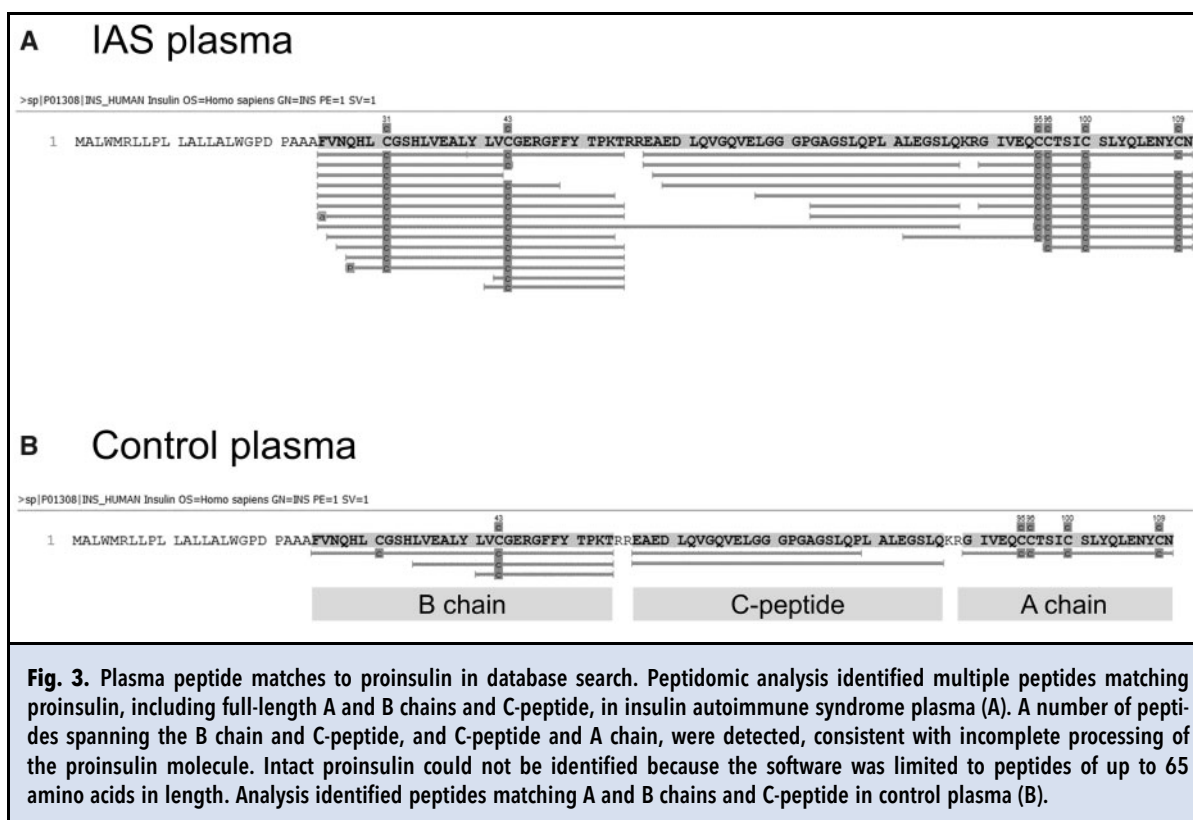 A IAS plasma
>sp|P01308|INS_HUMAN Insulin OS=Homo sapiens GN=INS PE=1 SV=1
31 43 95 96 100 109
1 MALWMRLLPL LALLALWGPD PAAAFVNQHL CGSHLVEALY LVCGERGFFY TPKTRREAED LQVGQVELGG GPGAGSLQPL ALEGSLQKRG IVEQCCTSIC SLYQLENYCN
B Control plasma
>sp|P01308|INS_HUMAN Insulin OS=Homo sapiens GN=INS PE=1 SV=1
43 95 96 100 109
1 MALWMRLLPL LALLALWGPD PAAAFVNQHL CGSHLVEALY LVCGERGFFY TPKTRREAED LQVGQVELGG GPGAGSLQPL ALEGSLQKRG IVEQCCTSIC SLYQLENYCN
B chain C-peptide A chain
Fig. 3. Plasma peptide matches to proinsulin in database search. Peptidomic analysis identified multiple peptides matching
proinsulin, including full-length A and B chains and C-peptide, in insulin autoimmune syndrome plasma (A). A number of pepti-
des spanning the B chain and C-peptide, and C-peptide and A chain, were detected, consistent with incomplete processing of
the proinsulin molecule. Intact proinsulin could not be identified because the software was limited to peptides of up to 65
amino acids in length. Analysis identified peptides matching A and B chains and C-peptide in control plasma (B).